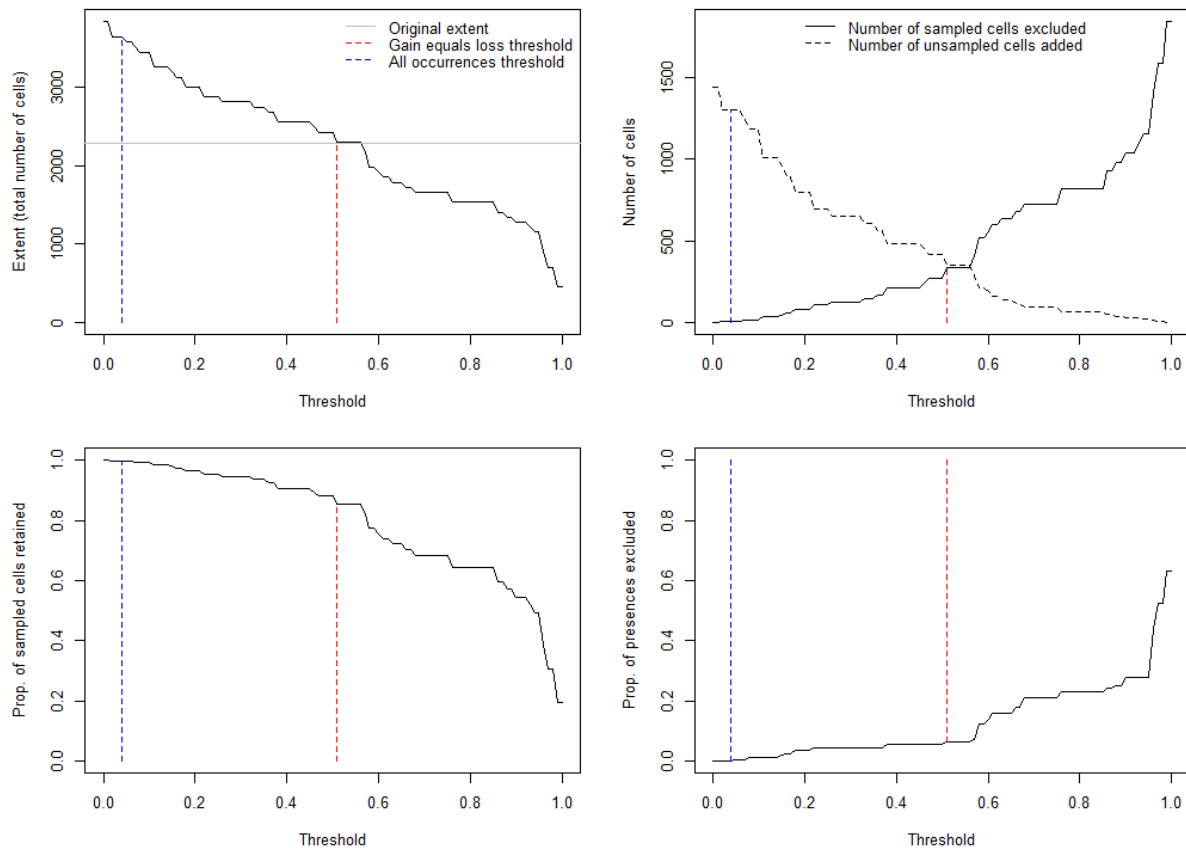 Original extent
Gain equals loss threshold
All occurrences threshold
Extent (total number of cells)
0
1000
2000
3000
0.0 0.2 0.4 0.6 0.8 1.0
Threshold
Number of sampled cells excluded
Number of unsampled cells added
Number of cells
0
500
1000
1500
0.0 0.2 0.4 0.6 0.8 1.0
Threshold
Prop. of sampled cells retained
0.0
0.2
0.4
0.6
0.8
1.0
0.0 0.2 0.4 0.6 0.8 1.0
Threshold
Prop. of presences excluded
0.0
0.2
0.4
0.6
0.8
1.0
0.0 0.2 0.4 0.6 0.8 1.0
Threshold